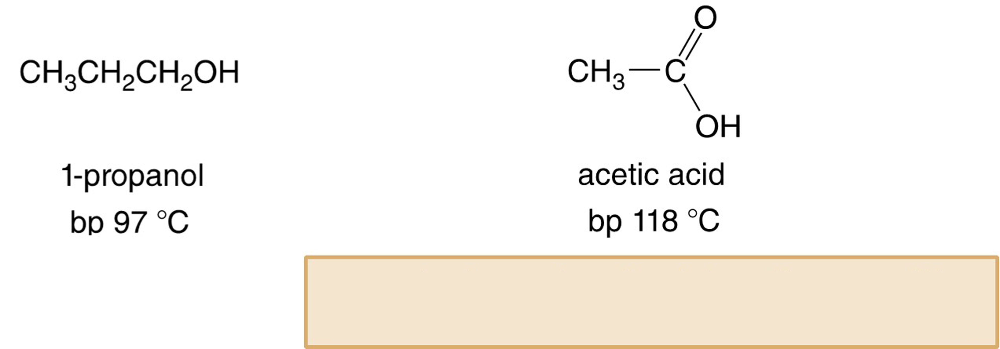 O
CH₃CH₂CH₂OH
CH₃—C
OH
1-propanol
acetic acid
bp 97 °C
bp 118 °C